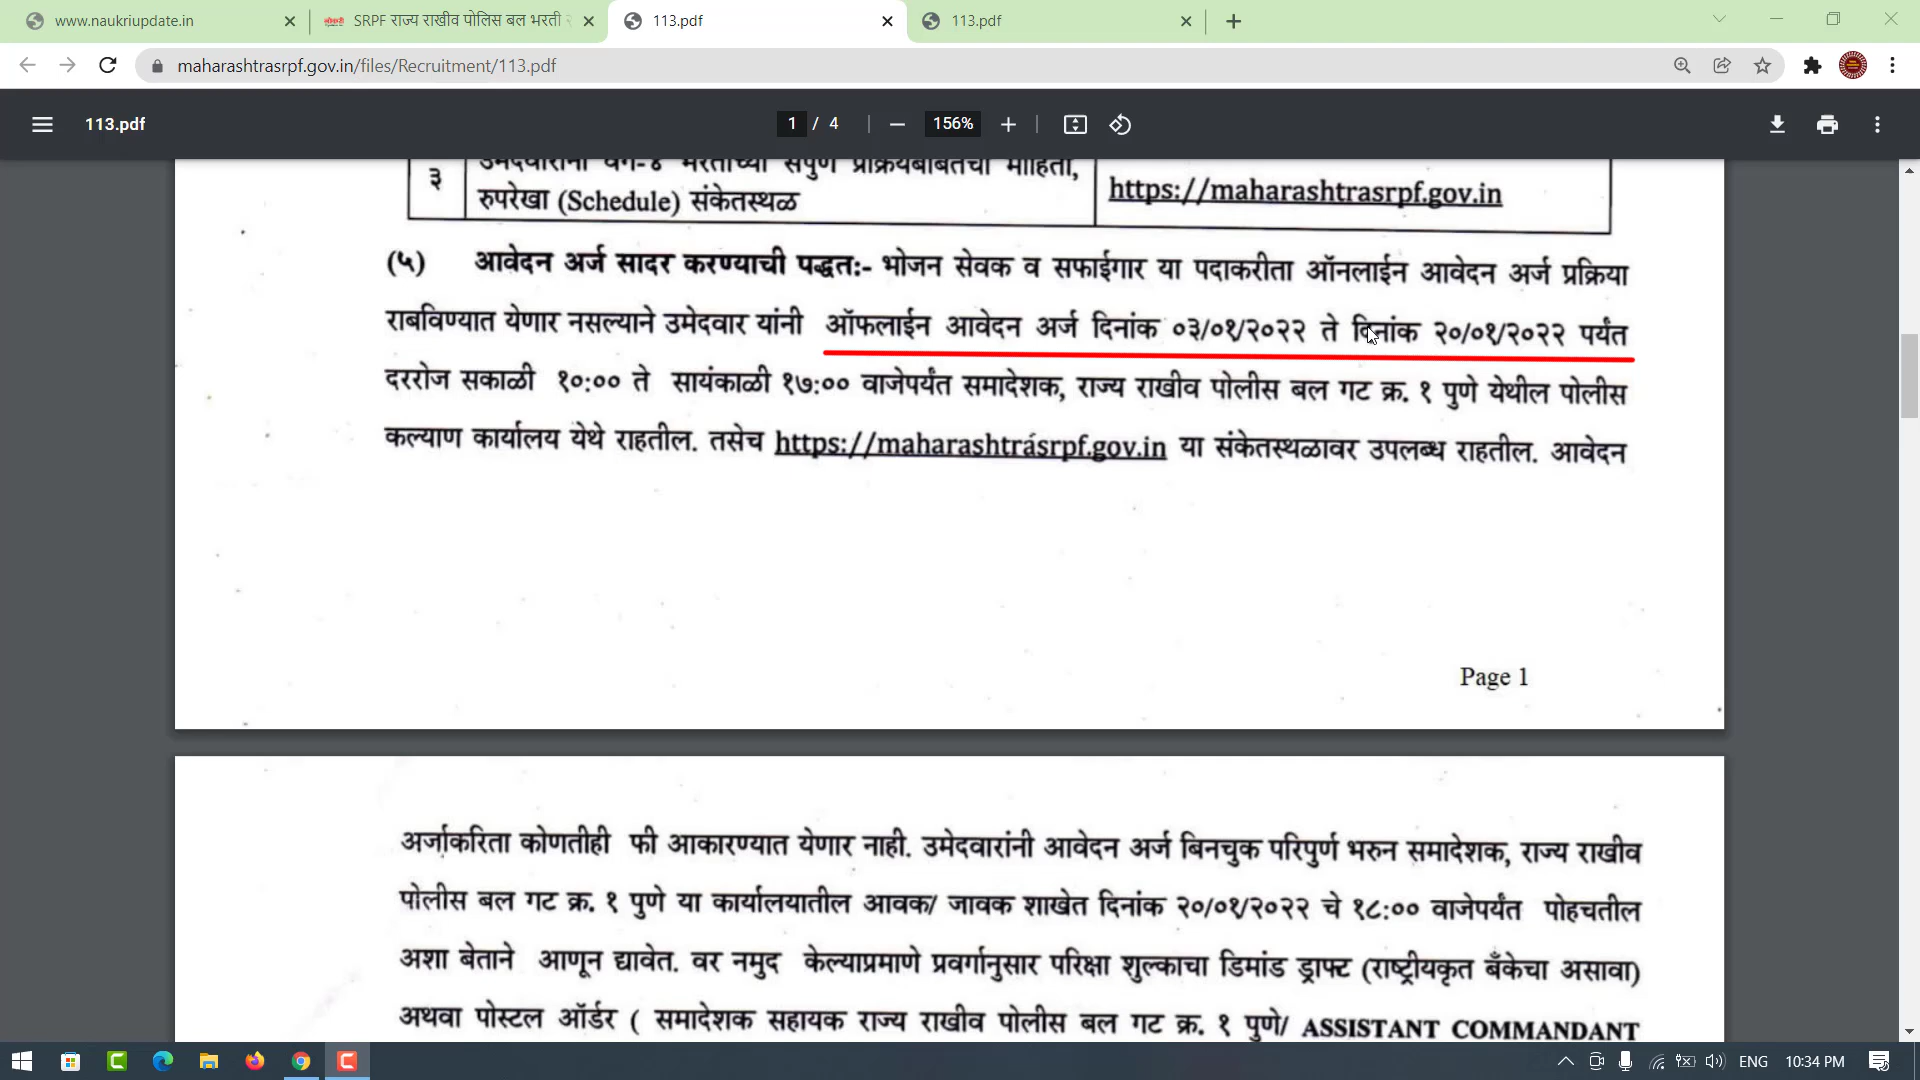 www.naukriupdate.in
SRPF राज्य राखीव पोलिस बल भरती
113.pdf
113.pdf
maharashtrasrpf.gov.in/files/Recruitment/113.pdf
113.pdf
1 / 4
156%
३
उमेदवारांना वर्ग-४ भरतीच्या संपुर्ण प्रक्रियेबाबतची माहिती,
रुपरेखा (Schedule) संकेतस्थळ
https://maharashtrasrpf.gov.in
(५) आवेदन अर्ज सादर करण्याची पद्धतः- भोजन सेवक व सफाईगार या पदाकरीता ऑनलाईन आवेदन अर्ज प्रक्रिया
राबविण्यात येणार नसल्याने उमेदवार यांनी ऑफलाईन आवेदन अर्ज दिनांक ०३/०१/२०२२ ते दिनांक २०/०१/२०२२ पर्यंत
दररोज सकाळी १०:०० ते सायंकाळी १७:०० वाजेपर्यंत समादेशक, राज्य राखीव पोलीस बल गट क्र. १ पुणे येथील पोलीस
कल्याण कार्यालय येथे राहतील. तसेच https://maharashtrasrpf.gov.in या संकेतस्थळावर उपलब्ध राहतील. आवेदन
Page 1
अर्जाकरिता कोणतीही फी आकारण्यात येणार नाही. उमेदवारांनी आवेदन अर्ज बिनचुक परिपुर्ण भरुन समादेशक, राज्य राखीव
पोलीस बल गट क्र. १ पुणे या कार्यालयातील आवक/ जावक शाखेत दिनांक २०/०१/२०२२ चे १८:०० वाजेपर्यंत पोहचतील
अशा बेताने आणून द्यावेत. वर नमुद केल्याप्रमाणे प्रवर्गानुसार परिक्षा शुल्काचा डिमांड ड्राफ्ट (राष्ट्रीयकृत बँकेचा असावा)
अथवा पोस्टल ऑर्डर ( समादेशक सहायक राज्य राखीव पोलीस बल गट क्र. १ पुणे/ ASSISTANT COMMANDANT
ENG
10:34 PM